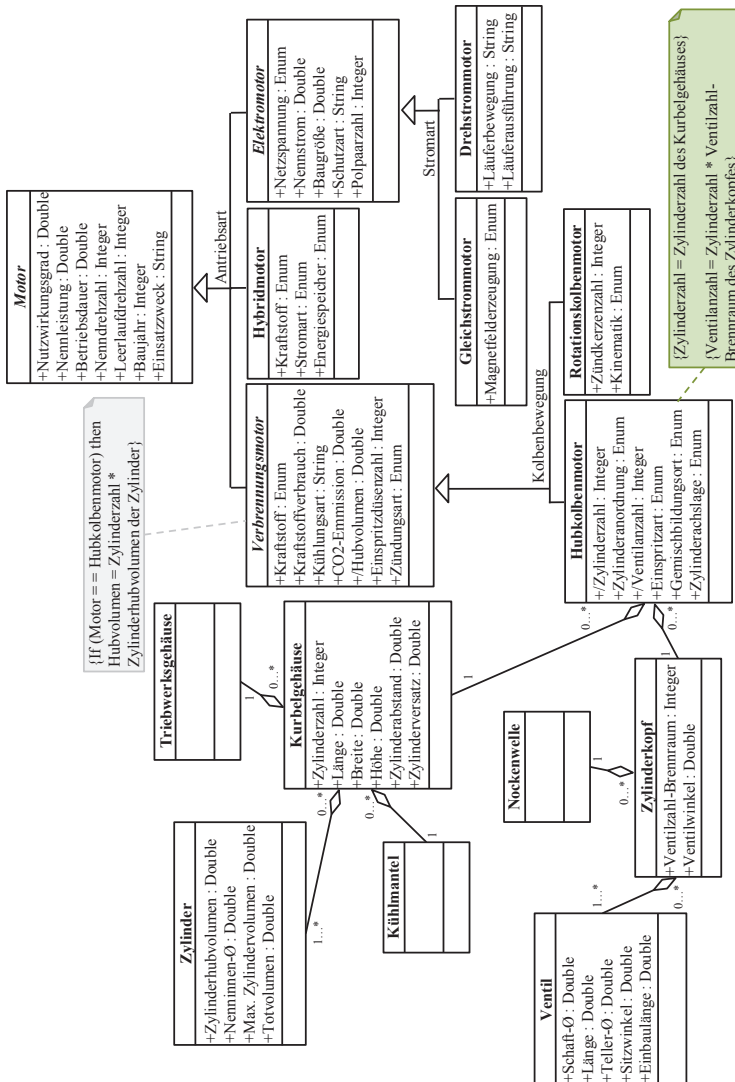 Motor
+Nutzwirkungsgrad : Double
+Nennleistung : Double
+Betriebsdauer : Double
+Nenndrehzahl : Integer
+Leerlaufdrehzahl : Integer
+Baujahr : Integer
+Einsatzzweck : String
{If (Motor = = Hubkolbenmotor) then
Hubvolumen = Zylinderzahl *
Zylinderhubvolumen der Zylinder}
Antriebsart
Verbrennungsmotor
+Kraftstoff : Enum
+Kraftstoffverbrauch : Double
+Kühlungsart : String
+CO2-Emmission : Double
+/Hubvolumen : Double
+Einspritzdüsenzahl : Integer
+Zündungsart : Enum
Hybridmotor
+Kraftstoff : Enum
+Stromart : Enum
+Energiespeicher : Enum
Elektromotor
+Netzspannung : Enum
+Nennstrom : Double
+Baugröße : Double
+Schutzart : String
+Polpaarzahl : Integer
Stromart
Gleichstrommotor
+Magnetfelderzeugung : Enum
Drehstrommotor
+Läuferbewegung : String
+Läuferausführung : String
Kolbenbewegung
Hubkolbenmotor
+/Zylinderzahl : Integer
+Zylinderanordnung : Enum
+/Ventilanzahl : Integer
+Einspritzart : Enum
+Gemischbildungsort : Enum
+Zylinderachslage : Enum
Rotationskolbenmotor
+Zündkerzenzahl : Integer
+Kinematik : Enum
{Zylinderzahl = Zylinderzahl des Kurbelgehäuses}
{Ventilanzahl = Zylinderzahl * Ventilzahl-
Brennraum des Zylinderkopfes}
Triebwerksgehäuse
1
0...*
Kurbelgehäuse
+Zylinderzahl : Integer
+Länge : Double
+Breite : Double
+Höhe : Double
+Zylinderabstand : Double
+Zylinderversatz : Double
0...*
0...*
1
0...*
Zylinder
+Zylinderhubvolumen : Double
+Nenninnen-Ø : Double
+Max. Zylindervolumen : Double
+Totvolumen : Double
1...*
Kühlmantel
1
Nockenwelle
1
0...*
Zylinderkopf
+Ventilzahl-Brennraum : Integer
+Ventilwinkel : Double
1
0...*
Ventil
+Schaft-Ø : Double
+Länge : Double
+Teller-Ø : Double
+Sitzwinkel : Double
+Einbaulänge : Double
1...*
0...*